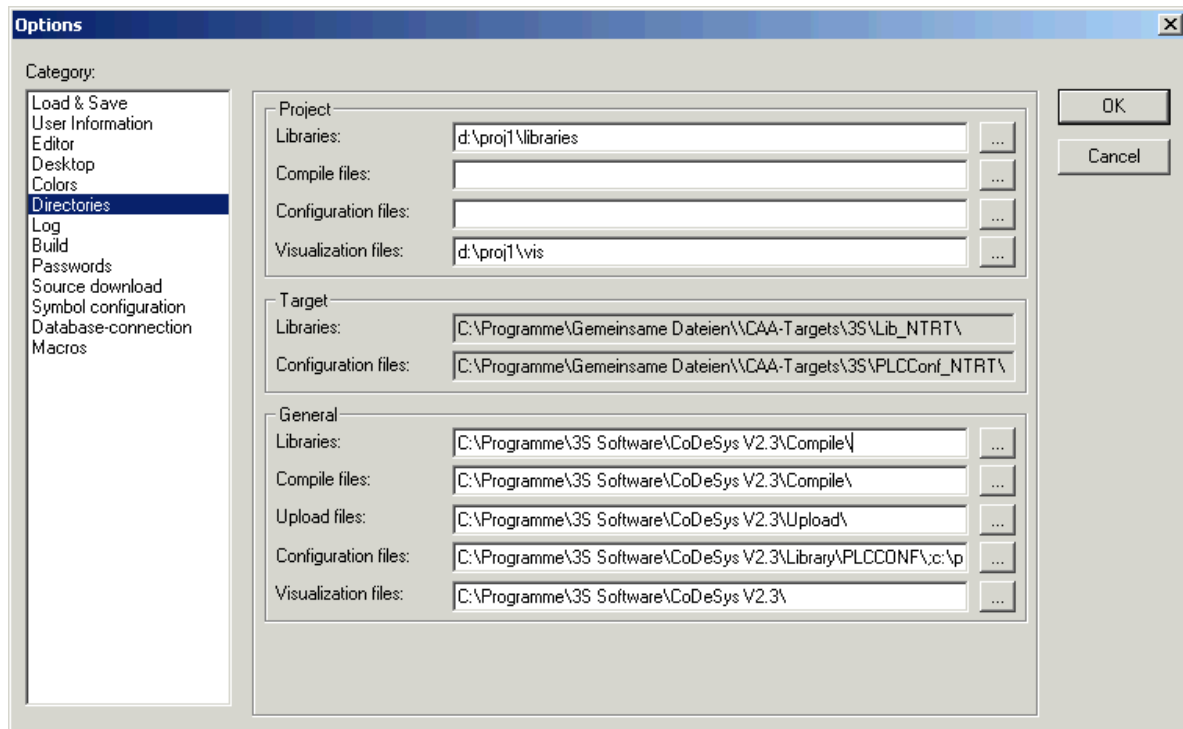 Options
Category:
Load & Save
User Information
Editor
Desktop
Colors
Directories
Log
Build
Passwords
Source download
Symbol configuration
Database-connection
Macros
Project
Libraries: d:\proj1\libraries ...
Compile files: ...
Configuration files: ...
Visualization files: d:\proj1\vis ...
Target
Libraries: C:\Programme\Gemeinsame Dateien\\CAA-Targets\3S\Lib_NTRT\
Configuration files: C:\Programme\Gemeinsame Dateien\\CAA-Targets\3S\PLCConf_NTRT\
General
Libraries: C:\Programme\3S Software\CoDeSys V2.3\Compile\ ...
Compile files: C:\Programme\3S Software\CoDeSys V2.3\Compile\ ...
Upload files: C:\Programme\3S Software\CoDeSys V2.3\Upload\ ...
Configuration files: C:\Programme\3S Software\CoDeSys V2.3\Library\PLCCONF\;c:\p ...
Visualization files: C:\Programme\3S Software\CoDeSys V2.3\ ...
OK
Cancel